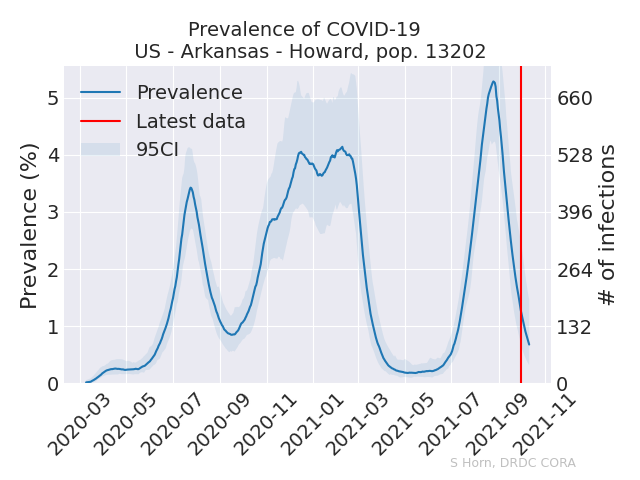 Prevalence of COVID-19
US - Arkansas - Howard, pop. 13202
Prevalence
Latest data
95CI
Prevalence (%)
5
4
3
2
1
0
# of infections
660
528
396
264
132
0
2020-03
2020-05
2020-07
2020-09
2020-11
2021-01
2021-03
2021-05
2021-07
2021-09
2021-11
S Horn, DRDC CORA